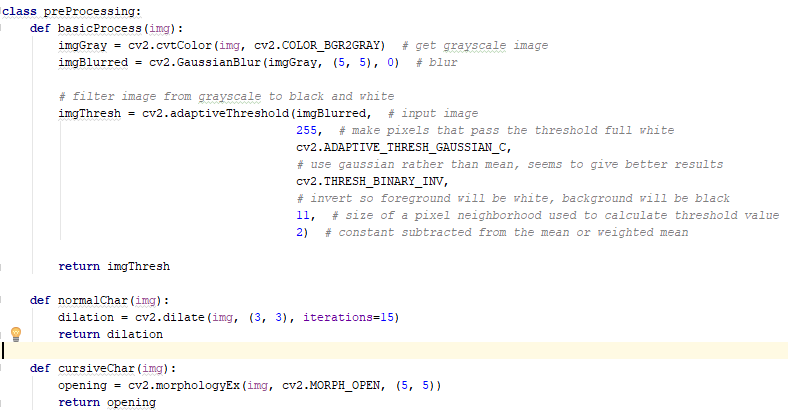 class preProcessing:
    def basicProcess(img):
        imgGray = cv2.cvtColor(img, cv2.COLOR_BGR2GRAY)  # get grayscale image
        imgBlurred = cv2.GaussianBlur(imgGray, (5, 5), 0)  # blur

        # filter image from grayscale to black and white
        imgThresh = cv2.adaptiveThreshold(imgBlurred,  # input image
                                          255,  # make pixels that pass the threshold full white
                                          cv2.ADAPTIVE_THRESH_GAUSSIAN_C,
                                          # use gaussian rather than mean, seems to give better results
                                          cv2.THRESH_BINARY_INV,
                                          # invert so foreground will be white, background will be black
                                          11,  # size of a pixel neighborhood used to calculate threshold value
                                          2)  # constant subtracted from the mean or weighted mean

        return imgThresh

    def normalChar(img):
        dilation = cv2.dilate(img, (3, 3), iterations=15)
        return dilation

    def cursiveChar(img):
        opening = cv2.morphologyEx(img, cv2.MORPH_OPEN, (5, 5))
        return opening